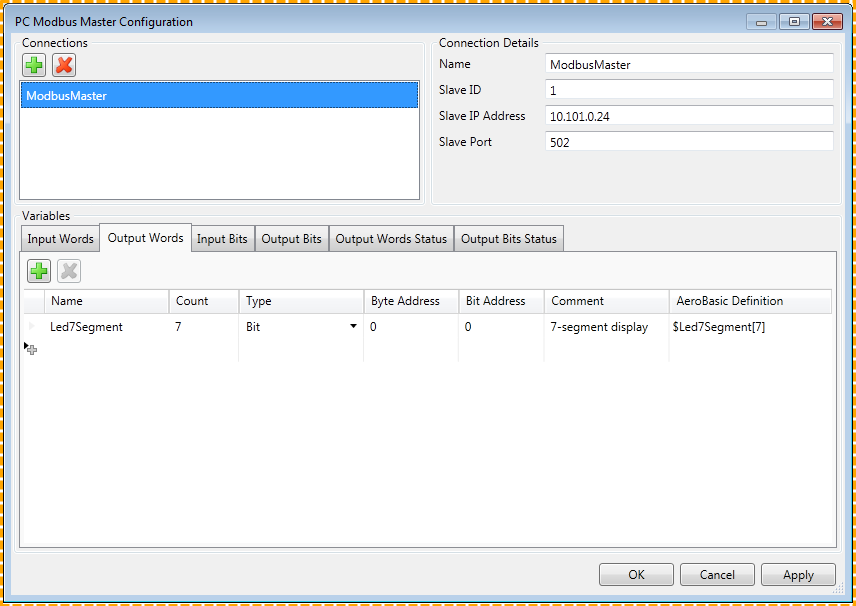 PC Modbus Master Configuration
Connections
ModbusMaster
Connection Details
Name ModbusMaster
Slave ID 1
Slave IP Address 10.101.0.24
Slave Port 502
Variables
Input Words Output Words Input Bits Output Bits Output Words Status Output Bits Status
Name Count Type Byte Address Bit Address Comment AeroBasic Definition
Led7Segment 7 Bit 0 0 7-segment display $Led7Segment[7]
OK Cancel Apply